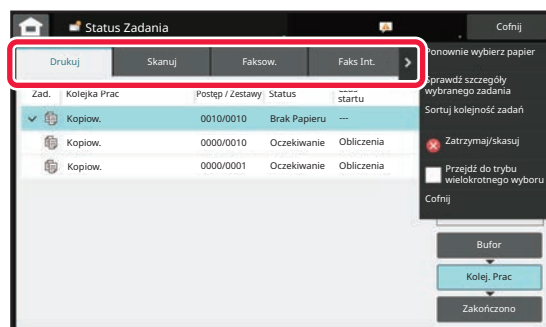 Status Zadania
Cofnij
Drukuj
Skanuj
Faksow.
Faks Int.
Ponownie wybierz papier
Sprawdź szczegóły
wybranego zadania
Sortuj kolejność zadań
Zatrzymaj/skasuj
Przejdź do trybu
wielokrotnego wyboru
Cofnij
Zad. Kolejka Prac Postęp / Zestawy Status startu
Kopiow. 0010/0010 Brak Papieru ---
Kopiow. 0000/0010 Oczekiwanie Obliczenia
Kopiow. 0000/0001 Oczekiwanie Obliczenia
Bufor
Kolej. Prac
Zakończono